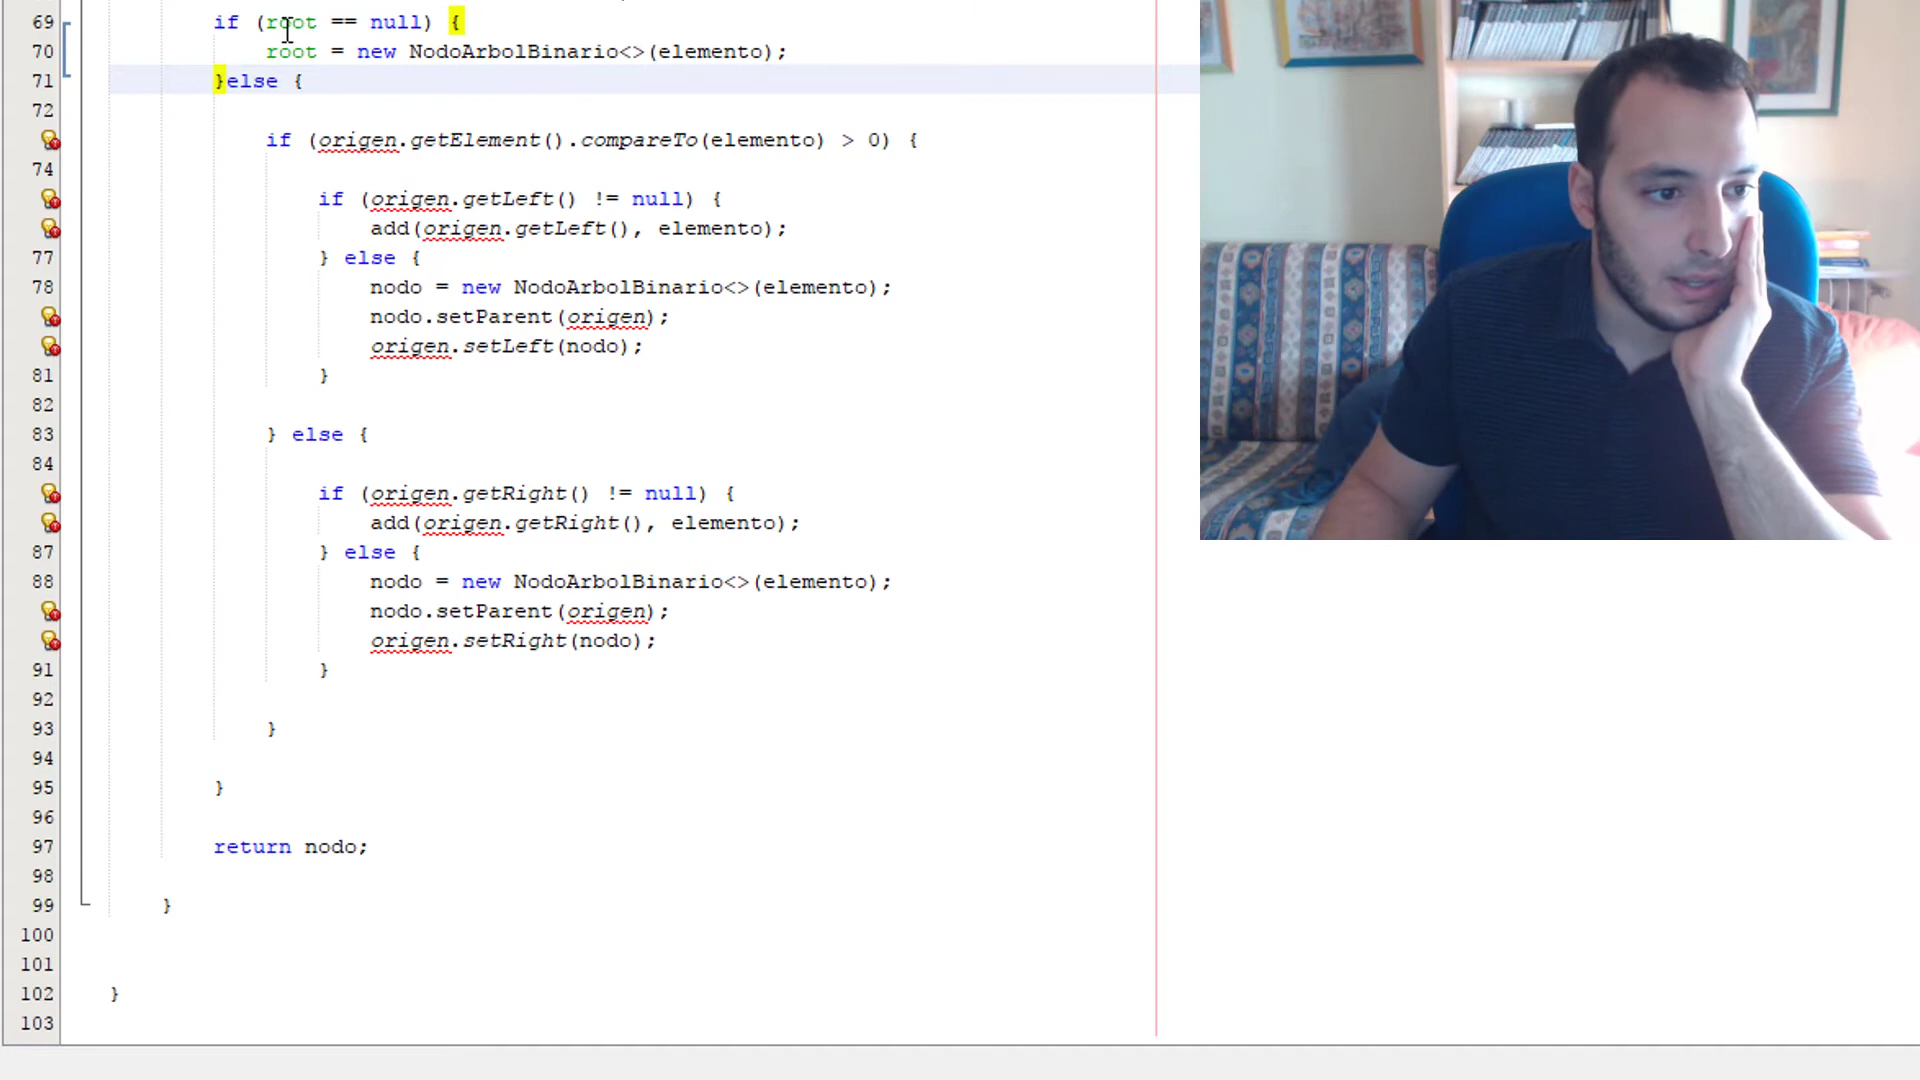 69 if (root == null) {
70 root = new NodoArbolBinario<>(elemento);
71 }else {
72
if (origen.getElement().compareTo(elemento) > 0) {
74
if (origen.getLeft() != null) {
add(origen.getLeft(), elemento);
77 } else {
78 nodo = new NodoArbolBinario<>(elemento);
nodo.setParent(origen);
origen.setLeft(nodo);
81 }
82
83 } else {
84
if (origen.getRight() != null) {
add(origen.getRight(), elemento);
87 } else {
88 nodo = new NodoArbolBinario<>(elemento);
nodo.setParent(origen);
origen.setRight(nodo);
91 }
92
93 }
94
95 }
96
97 return nodo;
98
99 }
100
101
102 }
103